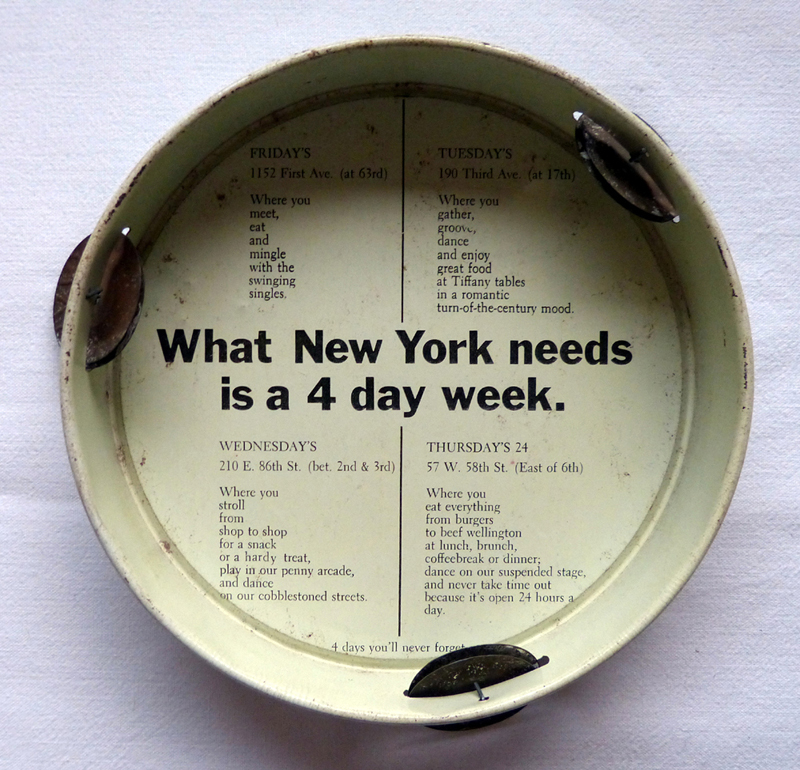 FRIDAY'S
1152 First Ave. (at 63rd)
Where you
meet,
eat
and
mingle
with the
swinging
singles.
TUESDAY'S
190 Third Ave. (at 17th)
Where you
gather,
groove,
dance
and enjoy
great food
at Tiffany tables
in a romantic
turn-of-the-century mood.
What New York needs
is a 4 day week.
WEDNESDAY'S
210 E. 86th St. (bet. 2nd & 3rd)
Where you
stroll
from
shop to shop
for a snack
or a hardy treat,
play in our penny arcade,
and dance
on our cobblestoned streets.
THURSDAY'S 24
57 W. 58th St. (East of 6th)
Where you
eat everything
from burgers
to beef wellington
at lunch, brunch,
coffeebreak or dinner;
dance on our suspended stage,
and never take time out
because it's open 24 hours a
day.
4 days you'll never forget